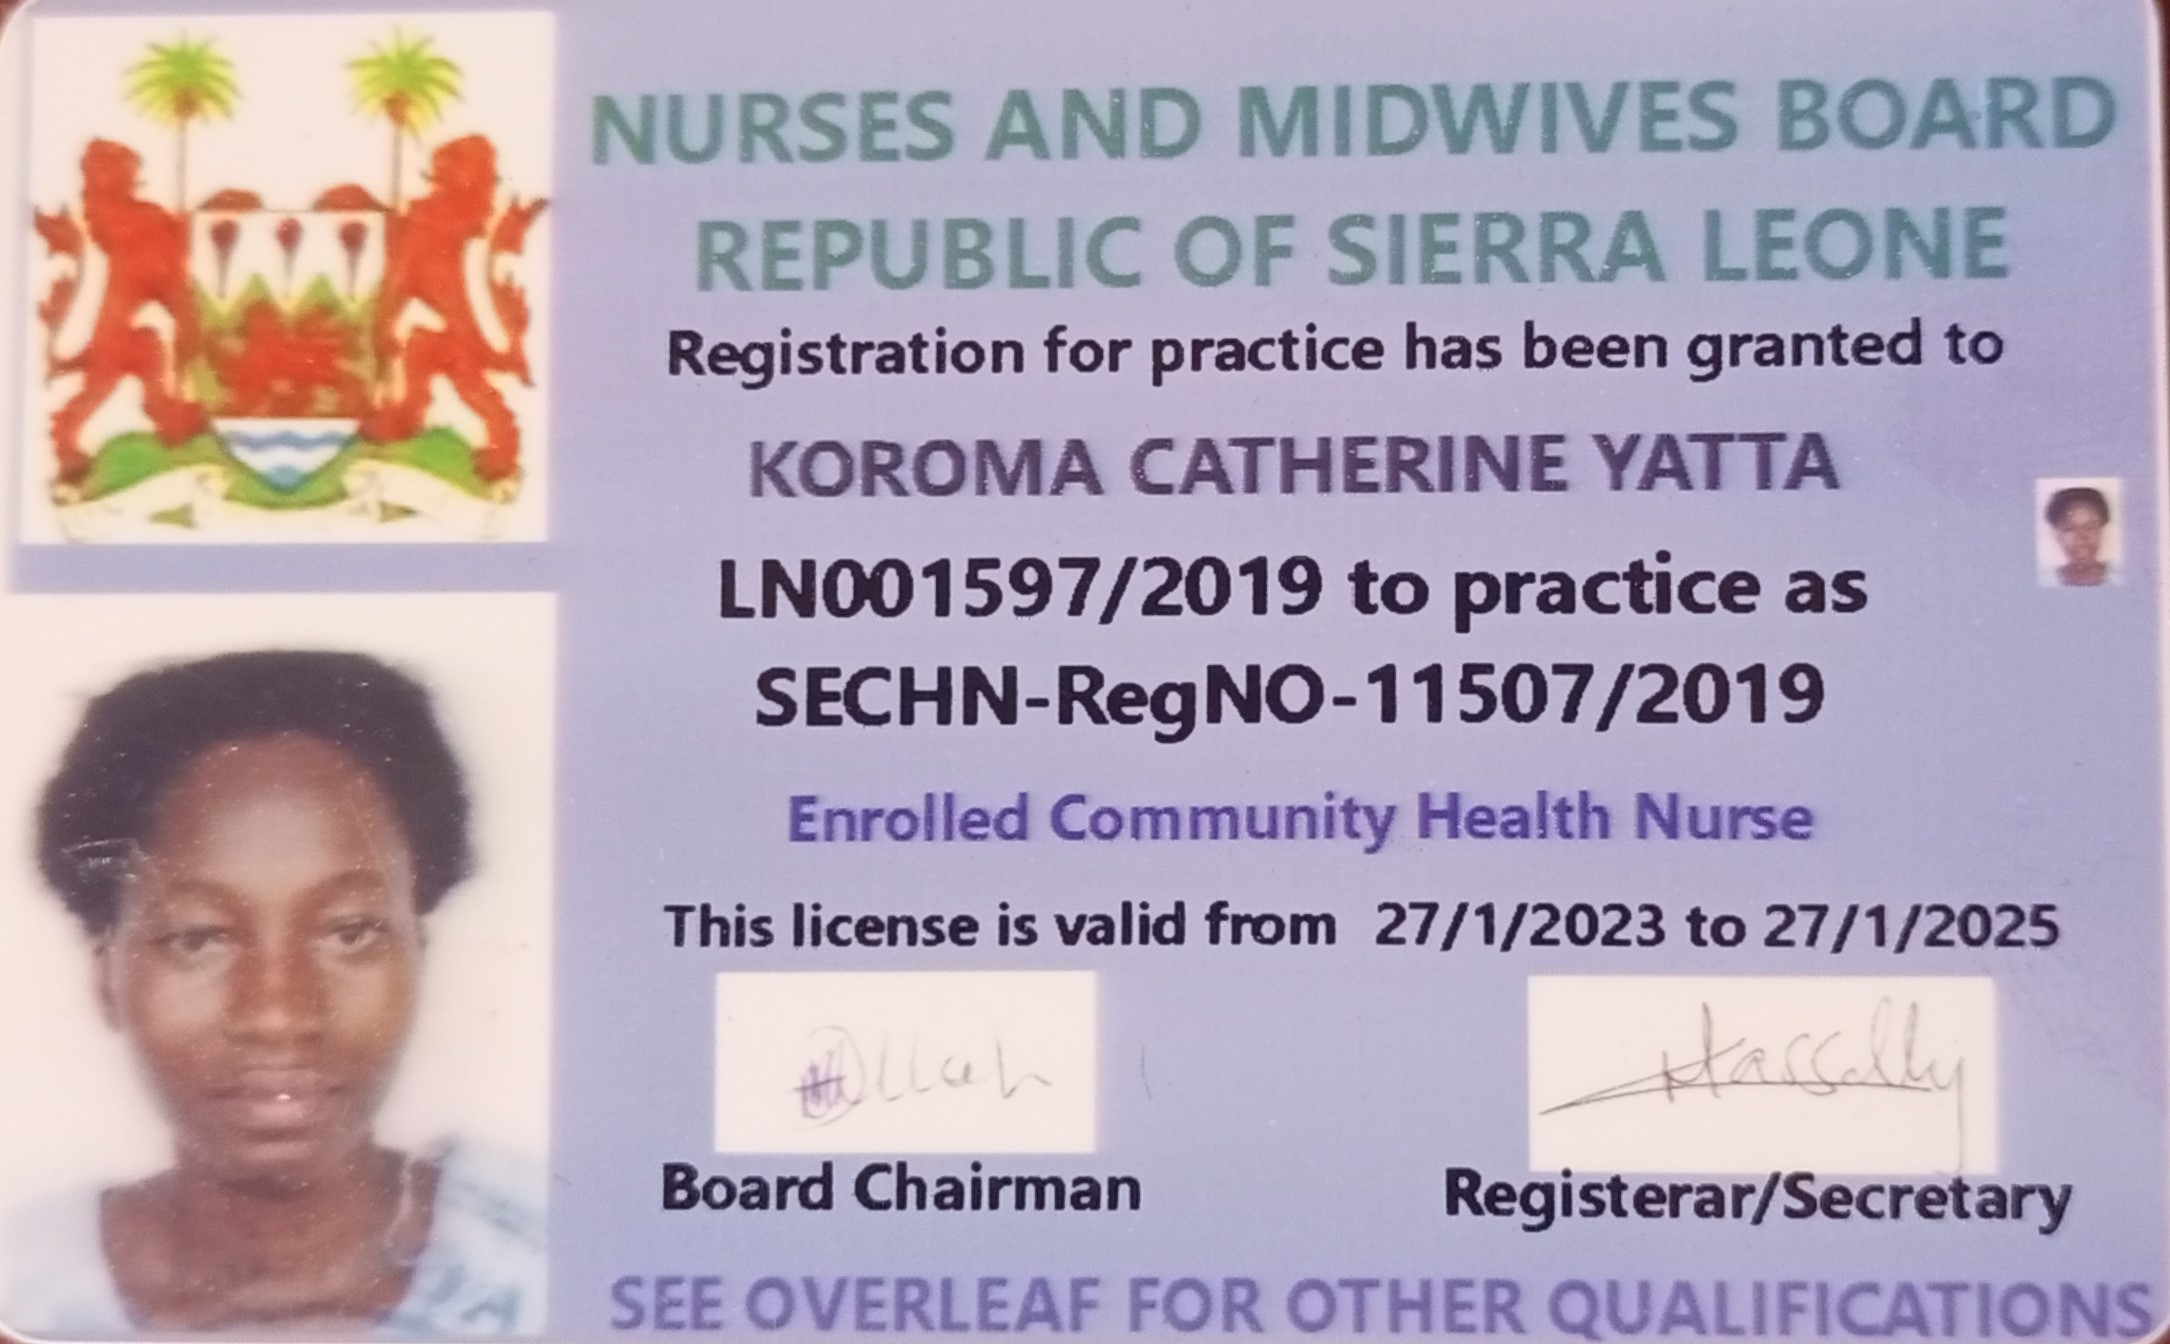 NURSES AND MIDWIVES BOARD
REPUBLIC OF SIERRA LEONE
Registration for practice has been granted to
KOROMA CATHERINE YATTA
LN001597/2019 to practice as
SECHN-RegNO-11507/2019
Enrolled Community Health Nurse
This license is valid from 27/1/2023 to 27/1/2025
Board Chairman
Registerar/Secretary
SEE OVERLEAF FOR OTHER QUALIFICATIONS